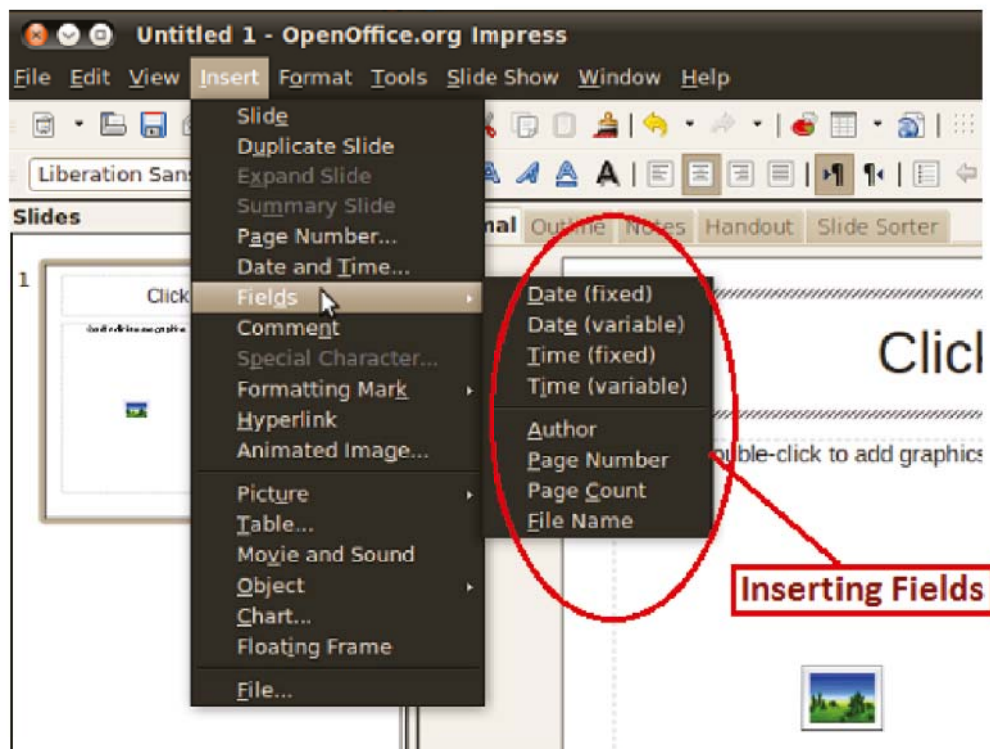 Untitled 1 - OpenOffice.org Impress
File Edit View Insert Format Tools Slide Show Window Help
Liberation Sans
Slides
Outline Notes Handout Slide Sorter
1
Click
Slide
Duplicate Slide
Expand Slide
Summary Slide
Page Number...
Date and Time...
Fields
Comment
Special Character...
Formatting Mark
Hyperlink
Animated Image...
Picture
Table...
Movie and Sound
Object
Chart...
Floating Frame
File...
Date (fixed)
Date (variable)
Time (fixed)
Time (variable)
Author
Page Number
Page Count
File Name
Click
uble-click to add graphics
Inserting Fields